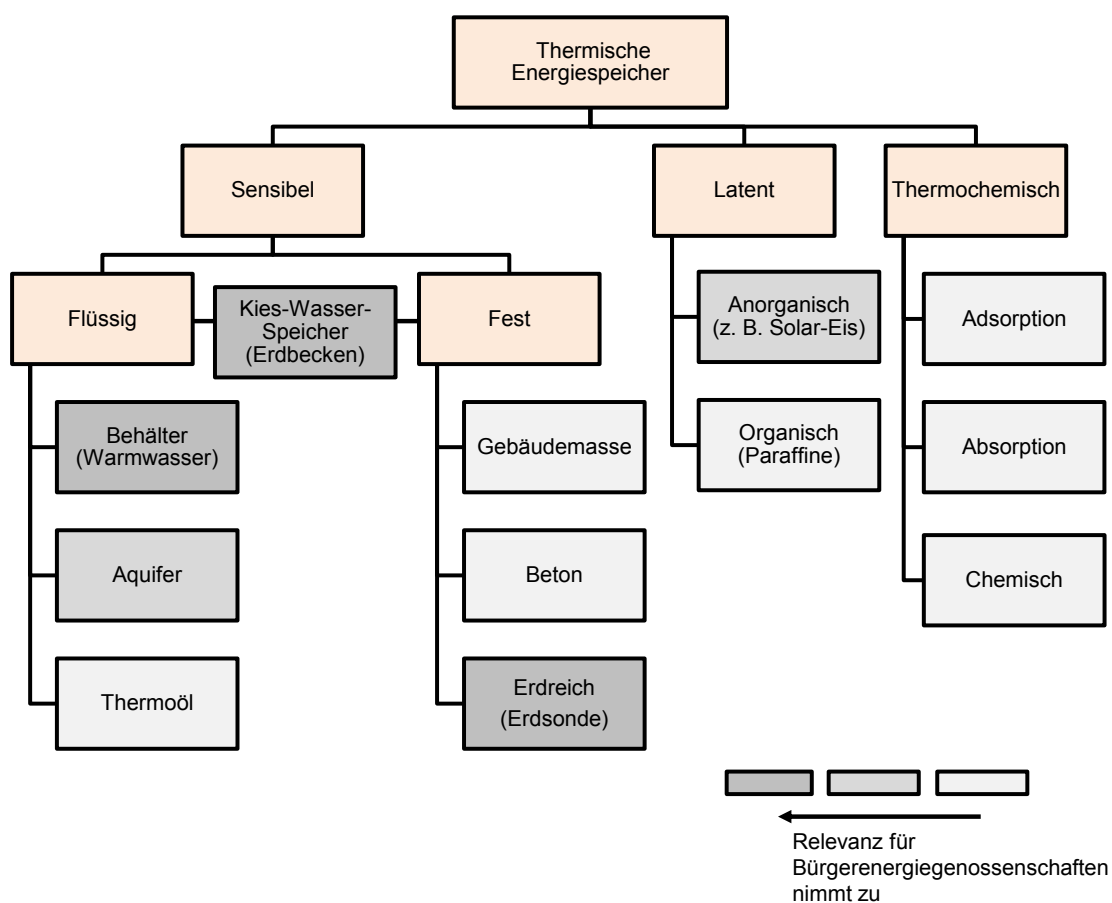 Thermische
Energiespeicher
Sensibel
Latent
Thermochemisch
Flüssig
Kies-Wasser-
Speicher
(Erdbecken)
Fest
Behälter
(Warmwasser)
Aquifer
Thermoöl
Gebäudemasse
Beton
Erdreich
(Erdsonde)
Anorganisch
(z. B. Solar-Eis)
Organisch
(Paraffine)
Adsorption
Absorption
Chemisch
Relevanz für
Bürgerenergiegenossenschaften
nimmt zu